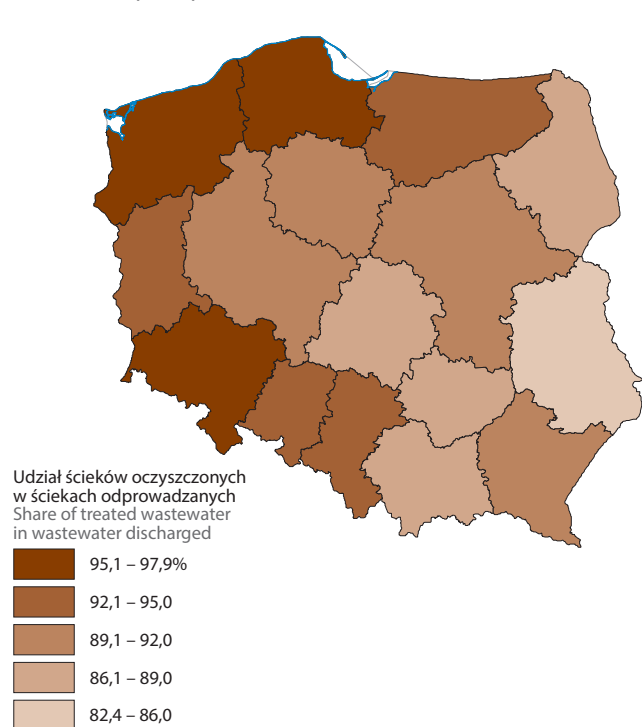 Udział ścieków oczyszczonych
w ściekach odprowadzanych
Share of treated wastewater
in wastewater discharged
95,1 – 97,9%
92,1 – 95,0
89,1 – 92,0
86,1 – 89,0
82,4 – 86,0